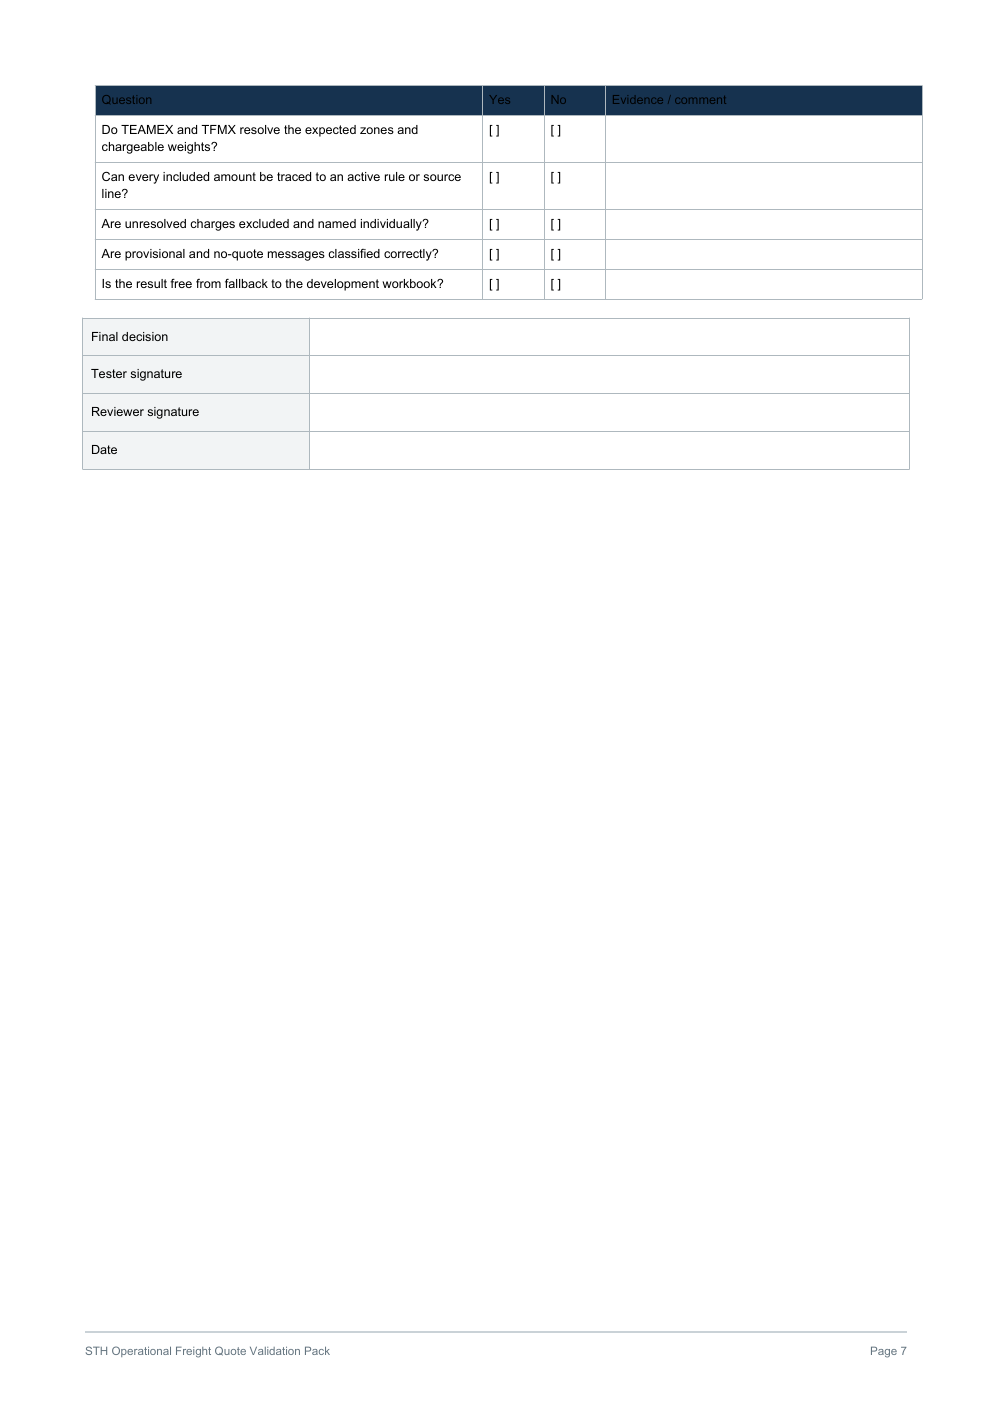 Question Yes No Evidence / comment
Do TEAMEX and TFMX resolve the expected zones and [ ] [ ]
chargeable weights?
Can every included amount be traced to an active rule or source [ ] [ ]
line?
Are unresolved charges excluded and named individually? [ ] [ ]
Are provisional and no-quote messages classified correctly? [ ] [ ]
Is the result free from fallback to the development workbook? [ ] [ ]
Final decision
Tester signature
Reviewer signature
Date
STH Operational Freight Quote Validation Pack Page 7